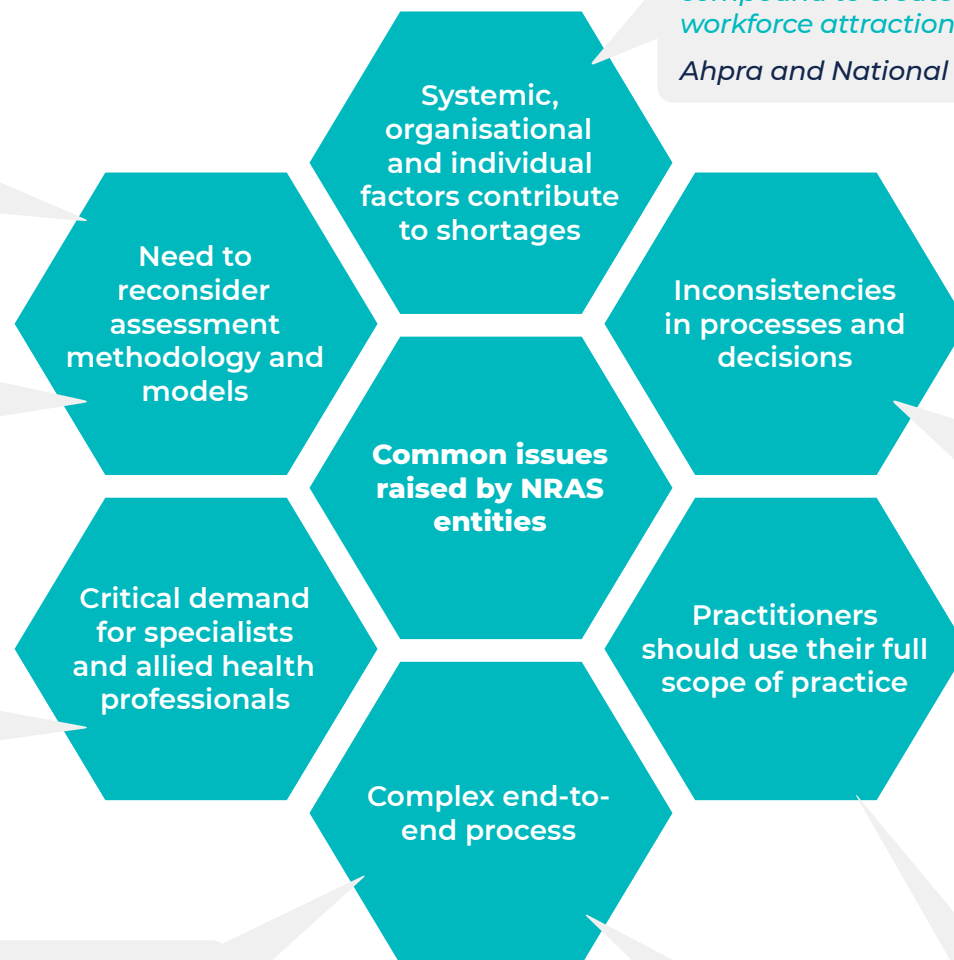 compound to create
workforce attraction
Ahpra and National
Systemic,
organisational
and individual
factors contribute
to shortages
Need to
reconsider
assessment
methodology and
models
Inconsistencies
in processes and
decisions
Common issues
raised by NRAS
entities
Critical demand
for specialists
and allied health
professionals
Practitioners
should use their full
scope of practice
Complex end-to-
end process